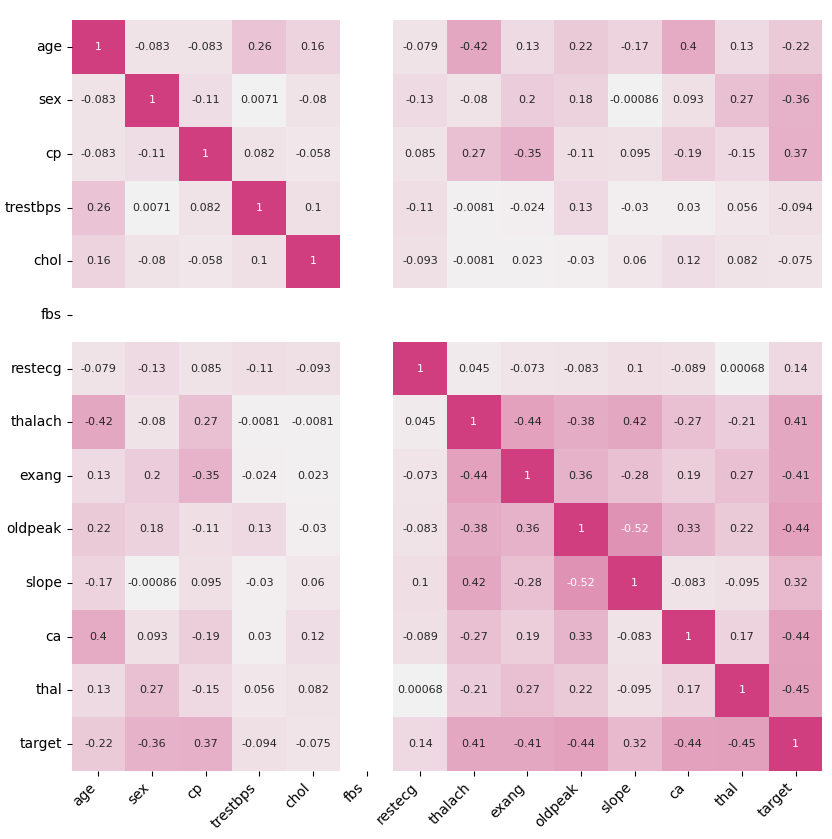 age 1 -0.083 -0.083 0.26 0.16 -0.079 -0.42 0.13 0.22 -0.17 0.4 0.13 -0.22
sex -0.083 1 -0.11 0.0071 -0.08 -0.13 -0.08 0.2 0.18 -0.00086 0.093 0.27 -0.36
cp -0.083 -0.11 1 0.082 -0.058 0.085 0.27 -0.35 -0.11 0.095 -0.19 -0.15 0.37
trestbps 0.26 0.0071 0.082 1 0.1 -0.11 -0.0081 -0.024 0.13 -0.03 0.03 0.056 -0.094
chol 0.16 -0.08 -0.058 0.1 1 -0.093 -0.0081 0.023 -0.03 0.06 0.12 0.082 -0.075
fbs
restecg -0.079 -0.13 0.085 -0.11 -0.093 1 0.045 -0.073 -0.083 0.1 -0.089 0.00068 0.14
thalach -0.42 -0.08 0.27 -0.0081 -0.0081 0.045 1 -0.44 -0.38 0.42 -0.27 -0.21 0.41
exang 0.13 0.2 -0.35 -0.024 0.023 -0.073 -0.44 1 0.36 -0.28 0.19 0.27 -0.41
oldpeak 0.22 0.18 -0.11 0.13 -0.03 -0.083 -0.38 0.36 1 -0.52 0.33 0.22 -0.44
slope -0.17 -0.00086 0.095 -0.03 0.06 0.1 0.42 -0.28 -0.52 1 -0.083 -0.095 0.32
ca 0.4 0.093 -0.19 0.03 0.12 -0.089 -0.27 0.19 0.33 -0.083 1 0.17 -0.44
thal 0.13 0.27 -0.15 0.056 0.082 0.00068 -0.21 0.27 0.22 -0.095 0.17 1 -0.45
target -0.22 -0.36 0.37 -0.094 -0.075 0.14 0.41 -0.41 -0.44 0.32 -0.44 -0.45 1
age sex cp trestbps chol fbs restecg thalach exang oldpeak slope ca thal target